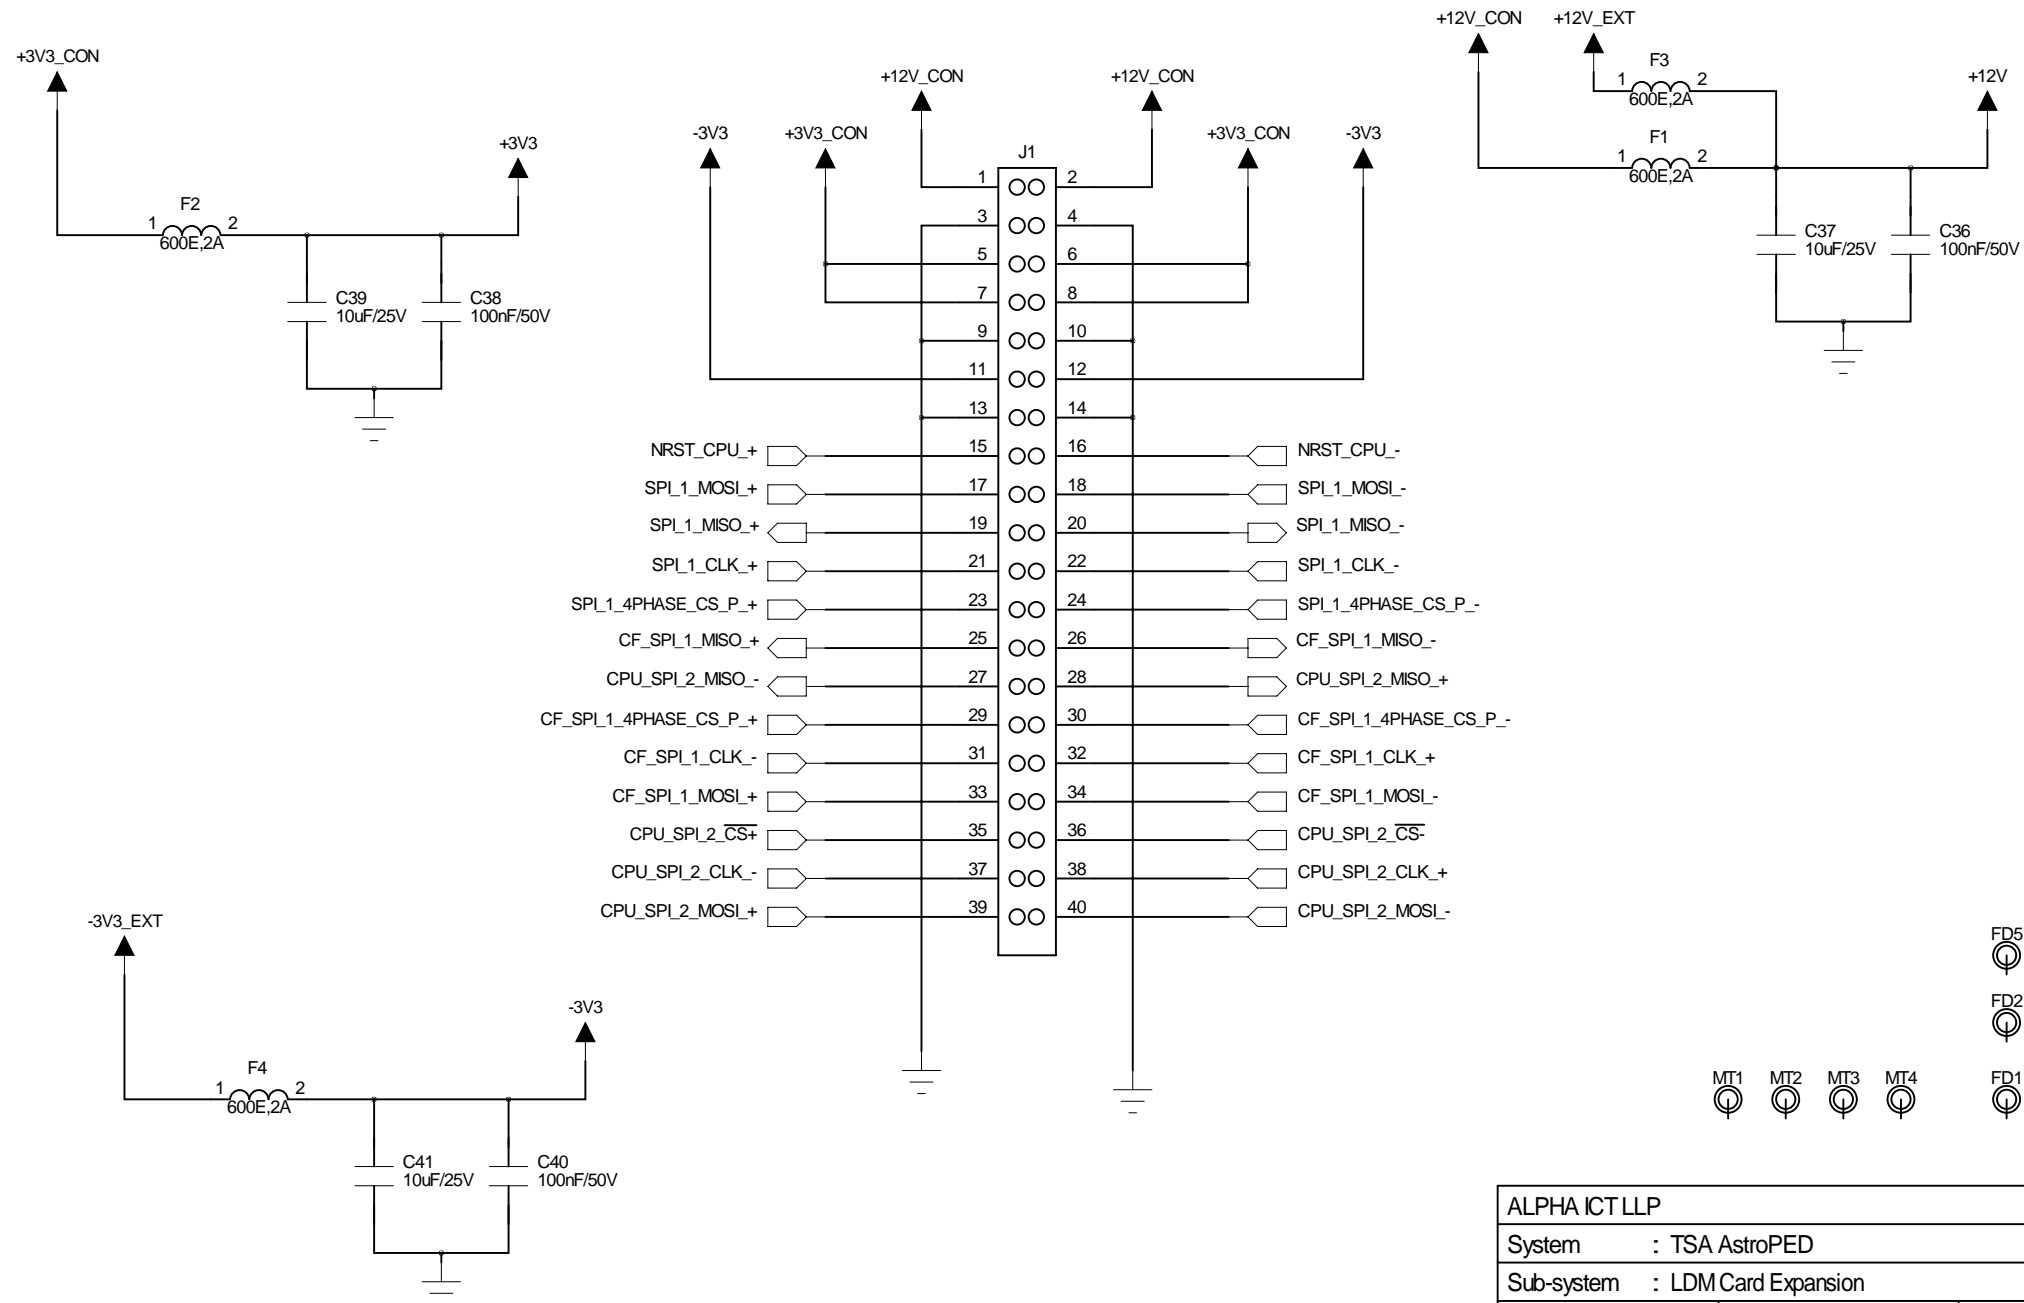 +12V_CON +12V_EXT
+3V3_CON
F3
+12V_CON +12V_CON
1 2 +12V
600E,2A
-3V3 +3V3_CON +3V3_CON -3V3
+3V3
J1
F1
1 2
600E,2A
1 2
F2
1 2
600E,2A
3 4
C37
10uF/25V
C36
100nF/50V
5 6
C39
10uF/25V
C38
100nF/50V
7 8
9 10
11 12
13 14
NRST_CPU_+ 15 16 NRST_CPU_-
SPI_1_MOSI_+ 17 18 SPI_1_MOSI_-
SPI_1_MISO_+ 19 20 SPI_1_MISO_-
SPI_1_CLK_+ 21 22 SPI_1_CLK_-
SPI_1_4PHASE_CS_P_+ 23 24 SPI_1_4PHASE_CS_P_-
CF_SPI_1_MISO_+ 25 26 CF_SPI_1_MISO_-
CPU_SPI_2_MISO_- 27 28 CPU_SPI_2_MISO_+
CF_SPI_1_4PHASE_CS_P_+ 29 30 CF_SPI_1_4PHASE_CS_P_-
CF_SPI_1_CLK_- 31 32 CF_SPI_1_CLK_+
CF_SPI_1_MOSI_+ 33 34 CF_SPI_1_MOSI_-
CPU_SPI_2_CS+ 35 36 CPU_SPI_2_CS-
CPU_SPI_2_CLK_- 37 38 CPU_SPI_2_CLK_+
CPU_SPI_2_MOSI_+ 39 40 CPU_SPI_2_MOSI_-
-3V3_EXT
FD5
-3V3
FD2
F4
1 2
600E,2A
MT1 MT2 MT3 MT4 FD1
C41
10uF/25V
C40
100nF/50V
ALPHA ICT LLP
System : TSA AstroPED
Sub-system : LDM Card Expansion